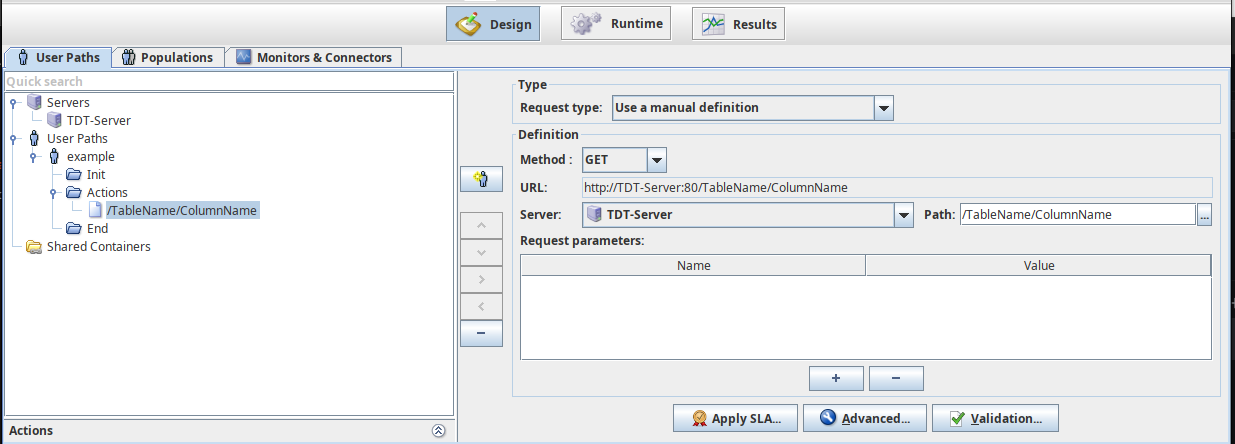 Design
Runtime
Results
User Paths
Populations
Monitors & Connectors
Quick search
Servers
TDT-Server
User Paths
example
Init
Actions
/TableName/ColumnName
End
Shared Containers
Actions
Type
Request type: Use a manual definition
Definition
Method : GET
URL: http://TDT-Server:80/TableName/ColumnName
Server: TDT-Server Path: /TableName/ColumnName ...
Request parameters:
Name Value
+ −
Apply SLA... Advanced... Validation...